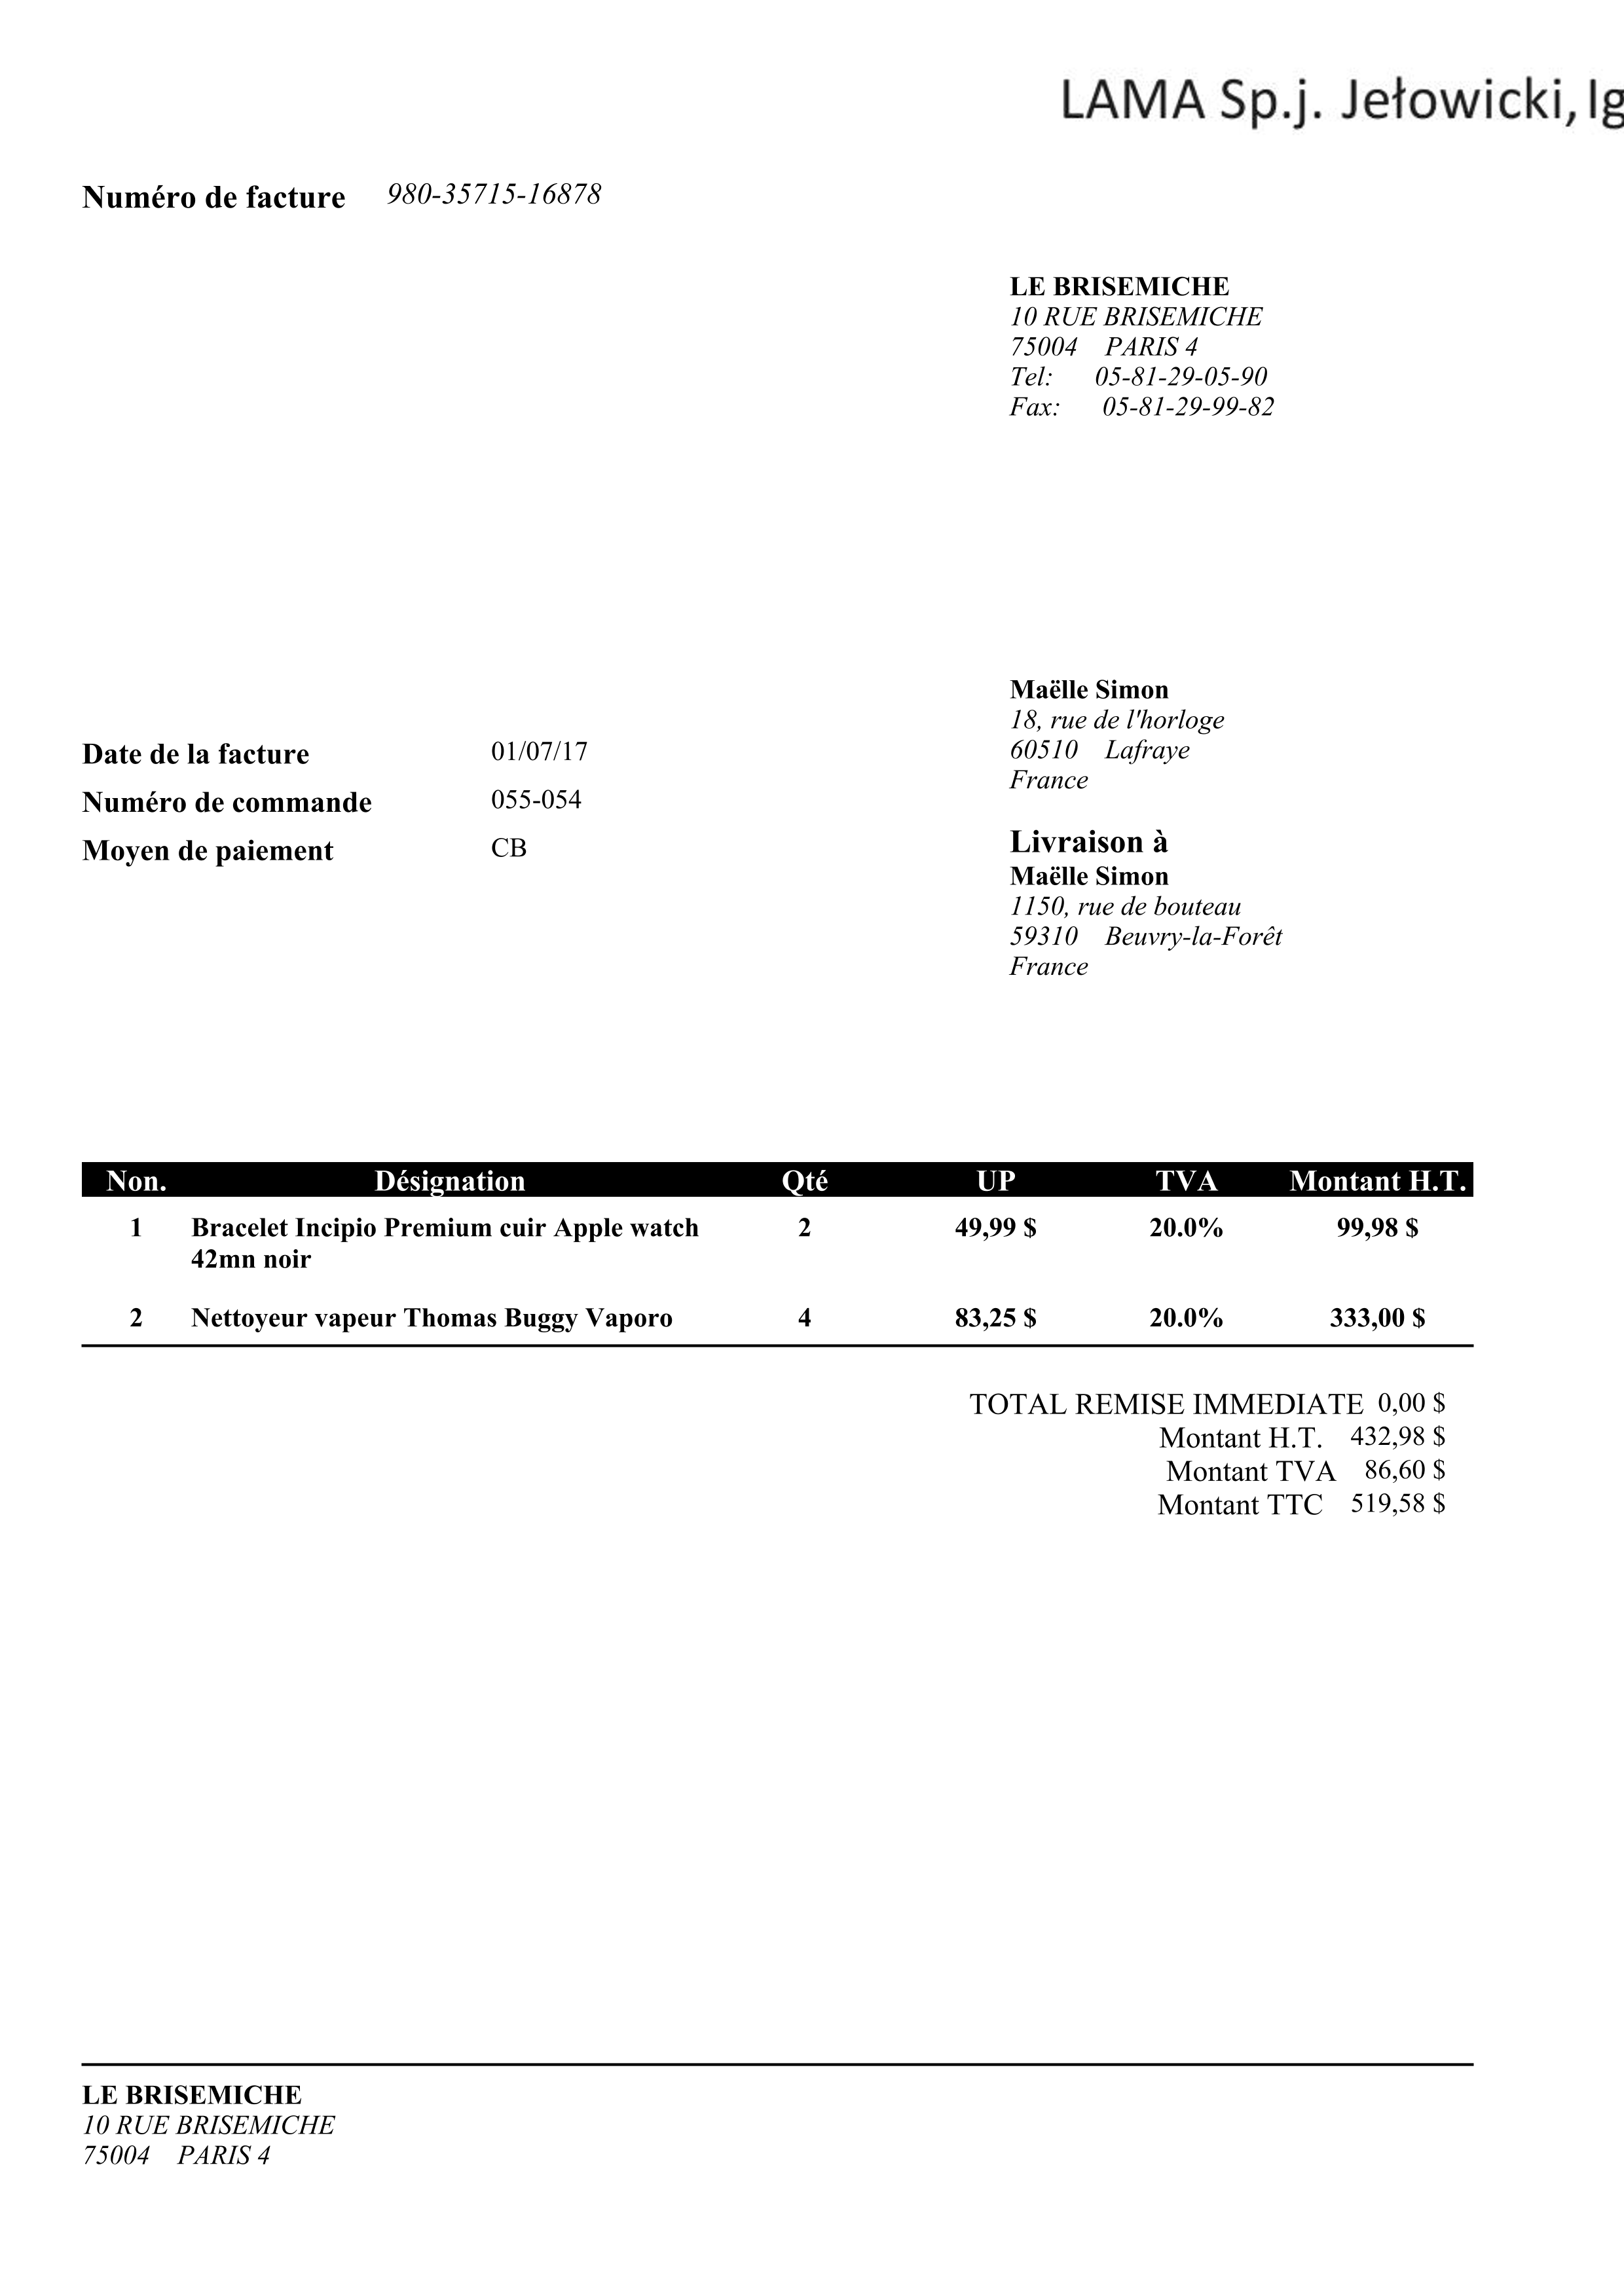 LAMA Sp.j. Jełowicki, Ig
Numéro de facture 980-35715-16878
LE BRISEMICHE
10 RUE BRISEMICHE
75004 PARIS 4
Tel: 05-81-29-05-90
Fax: 05-81-29-99-82
Maëlle Simon
18, rue de l'horloge
60510 Lafraye
France
Date de la facture 01/07/17
Numéro de commande 055-054
Moyen de paiement CB
Livraison à
Maëlle Simon
1150, rue de bouteau
59310 Beuvry-la-Forêt
France
Non. Désignation Qté UP TVA Montant H.T.
1 Bracelet Incipio Premium cuir Apple watch 2 49,99 $ 20.0% 99,98 $
42mn noir
2 Nettoyeur vapeur Thomas Buggy Vaporo 4 83,25 $ 20.0% 333,00 $
TOTAL REMISE IMMEDIATE 0,00 $
Montant H.T. 432,98 $
Montant TVA 86,60 $
Montant TTC 519,58 $
LE BRISEMICHE
10 RUE BRISEMICHE
75004 PARIS 4